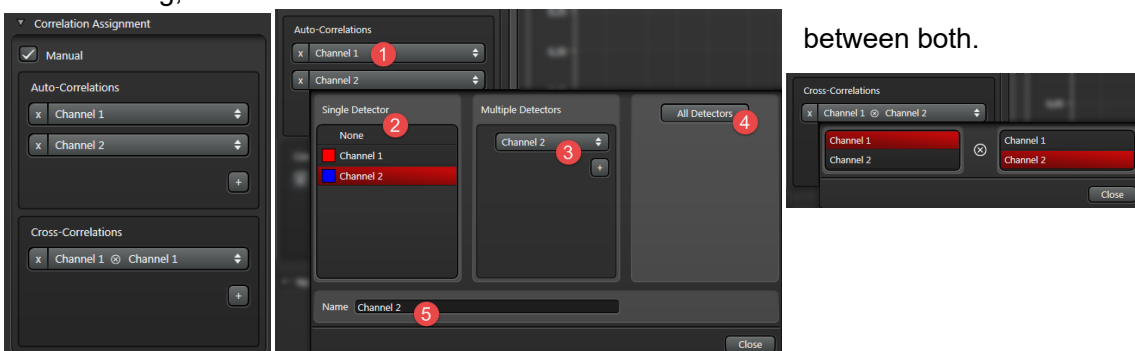 Correlation Assignment
Manual
Auto-Correlations
x Channel 1
x Channel 2
+
Cross-Correlations
x Channel 1 ⊗ Channel 1
+
Auto-Correlations
x Channel 1 1
x Channel 2
Single Detector 2
None
Channel 1
Channel 2
Multiple Detectors
Channel 2 3
+
All Detectors 4
Name Channel 2 5
Close
between both.
Cross-Correlations
x Channel 1 ⊗ Channel 2
Channel 1
Channel 2
⊗
Channel 1
Channel 2
Close